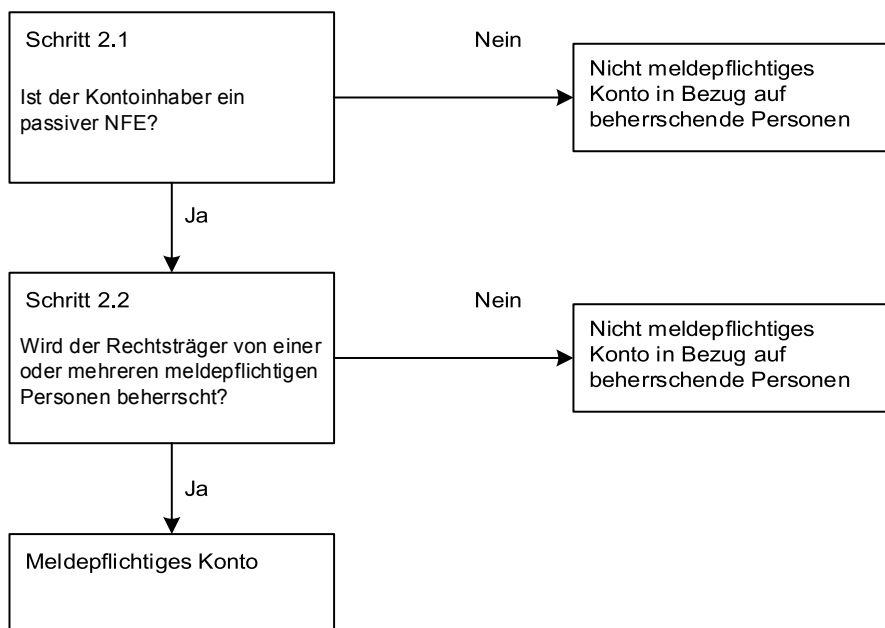 Schritt 2.1
Ist der Kontoinhaber ein
passiver NFE?
Nein
Nicht meldepflichtiges
Konto in Bezug auf
beherrschende Personen
Ja
Schritt 2.2
Wird der Rechtsträger von einer
oder mehreren meldepflichtigen
Personen beherrscht?
Nein
Nicht meldepflichtiges
Konto in Bezug auf
beherrschende Personen
Ja
Meldepflichtiges Konto